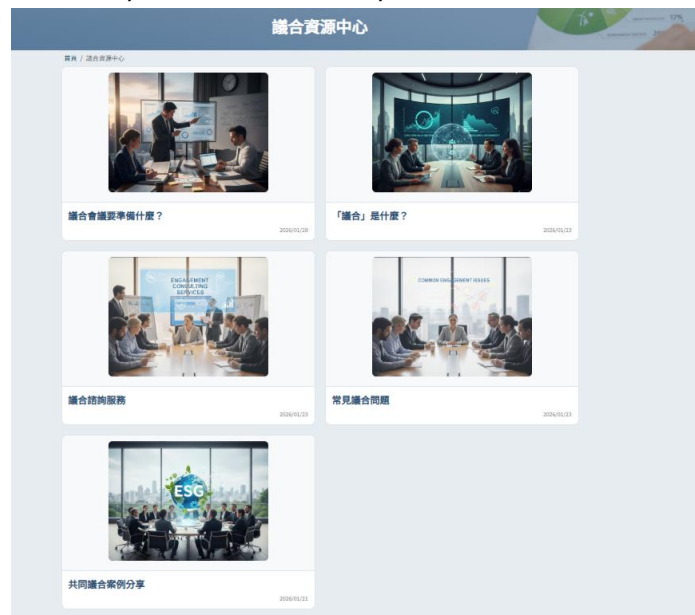 議合資源中心
首頁 / 議合資源中心
議合會議要準備什麼？
2026/01/28
「議合」是什麼？
2026/01/23
ENGAGEMENT
CONSULTING
SERVICES
議合諮詢服務
2026/01/23
COMMON ENGAGEMENT ISSUES
常見議合問題
2026/01/23
ESG
共同議合案例分享
2026/01/21